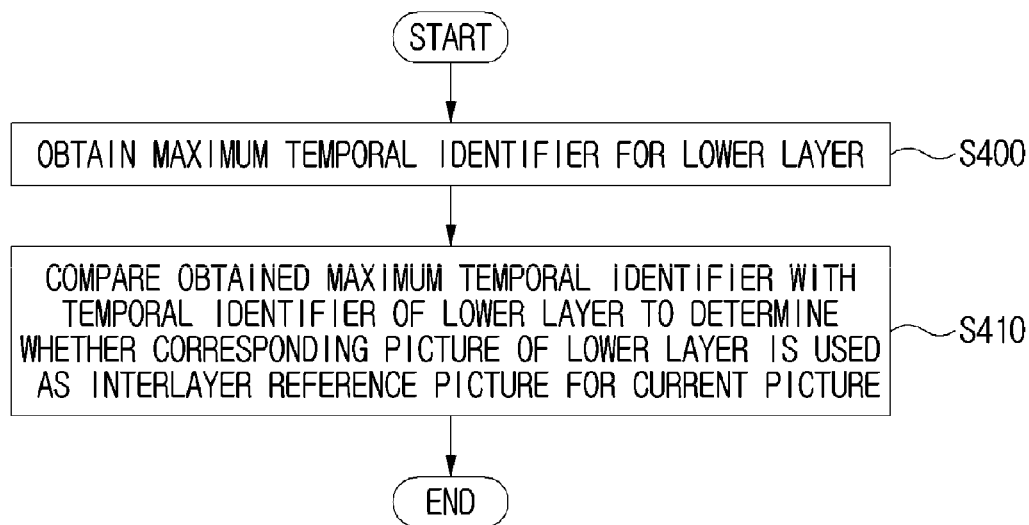 START
OBTAIN MAXIMUM TEMPORAL IDENTIFIER FOR LOWER LAYER
S400
COMPARE OBTAINED MAXIMUM TEMPORAL IDENTIFIER WITH
TEMPORAL IDENTIFIER OF LOWER LAYER TO DETERMINE
WHETHER CORRESPONDING PICTURE OF LOWER LAYER IS USED
AS INTERLAYER REFERENCE PICTURE FOR CURRENT PICTURE
S410
END